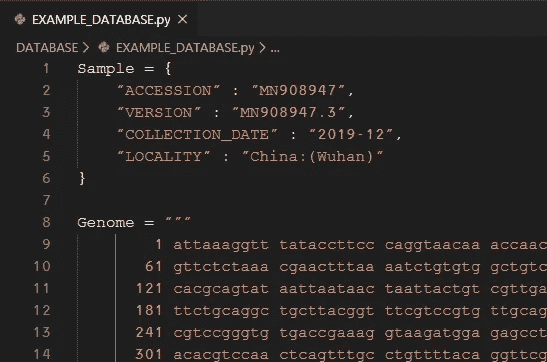 EXAMPLE_DATABASE.py ×
DATABASE > EXAMPLE_DATABASE.py > ...
1 Sample = {
2 "ACCESSION" : "MN908947",
3 "VERSION" : "MN908947.3",
4 "COLLECTION_DATE" : "2019-12",
5 "LOCALITY" : "China:(Wuhan)"
6 }
7
8 Genome = """
9 1 attaaaggtt tataccttcc caggtaacaa accaac
10 61 gttctctaaa cgaactttaa aatctgtgtg gctgtc
11 121 cacgcagtat aattaataac taattactgt cgttga
12 181 ttctgcaggc tgcttacggt ttcgtccgtg ttgcag
13 241 cgtccgggtg tgaccgaaag gtaagatgga gagcct
14 301 acacgtccaa ctcagtttgc ctgttttaca ggttcg